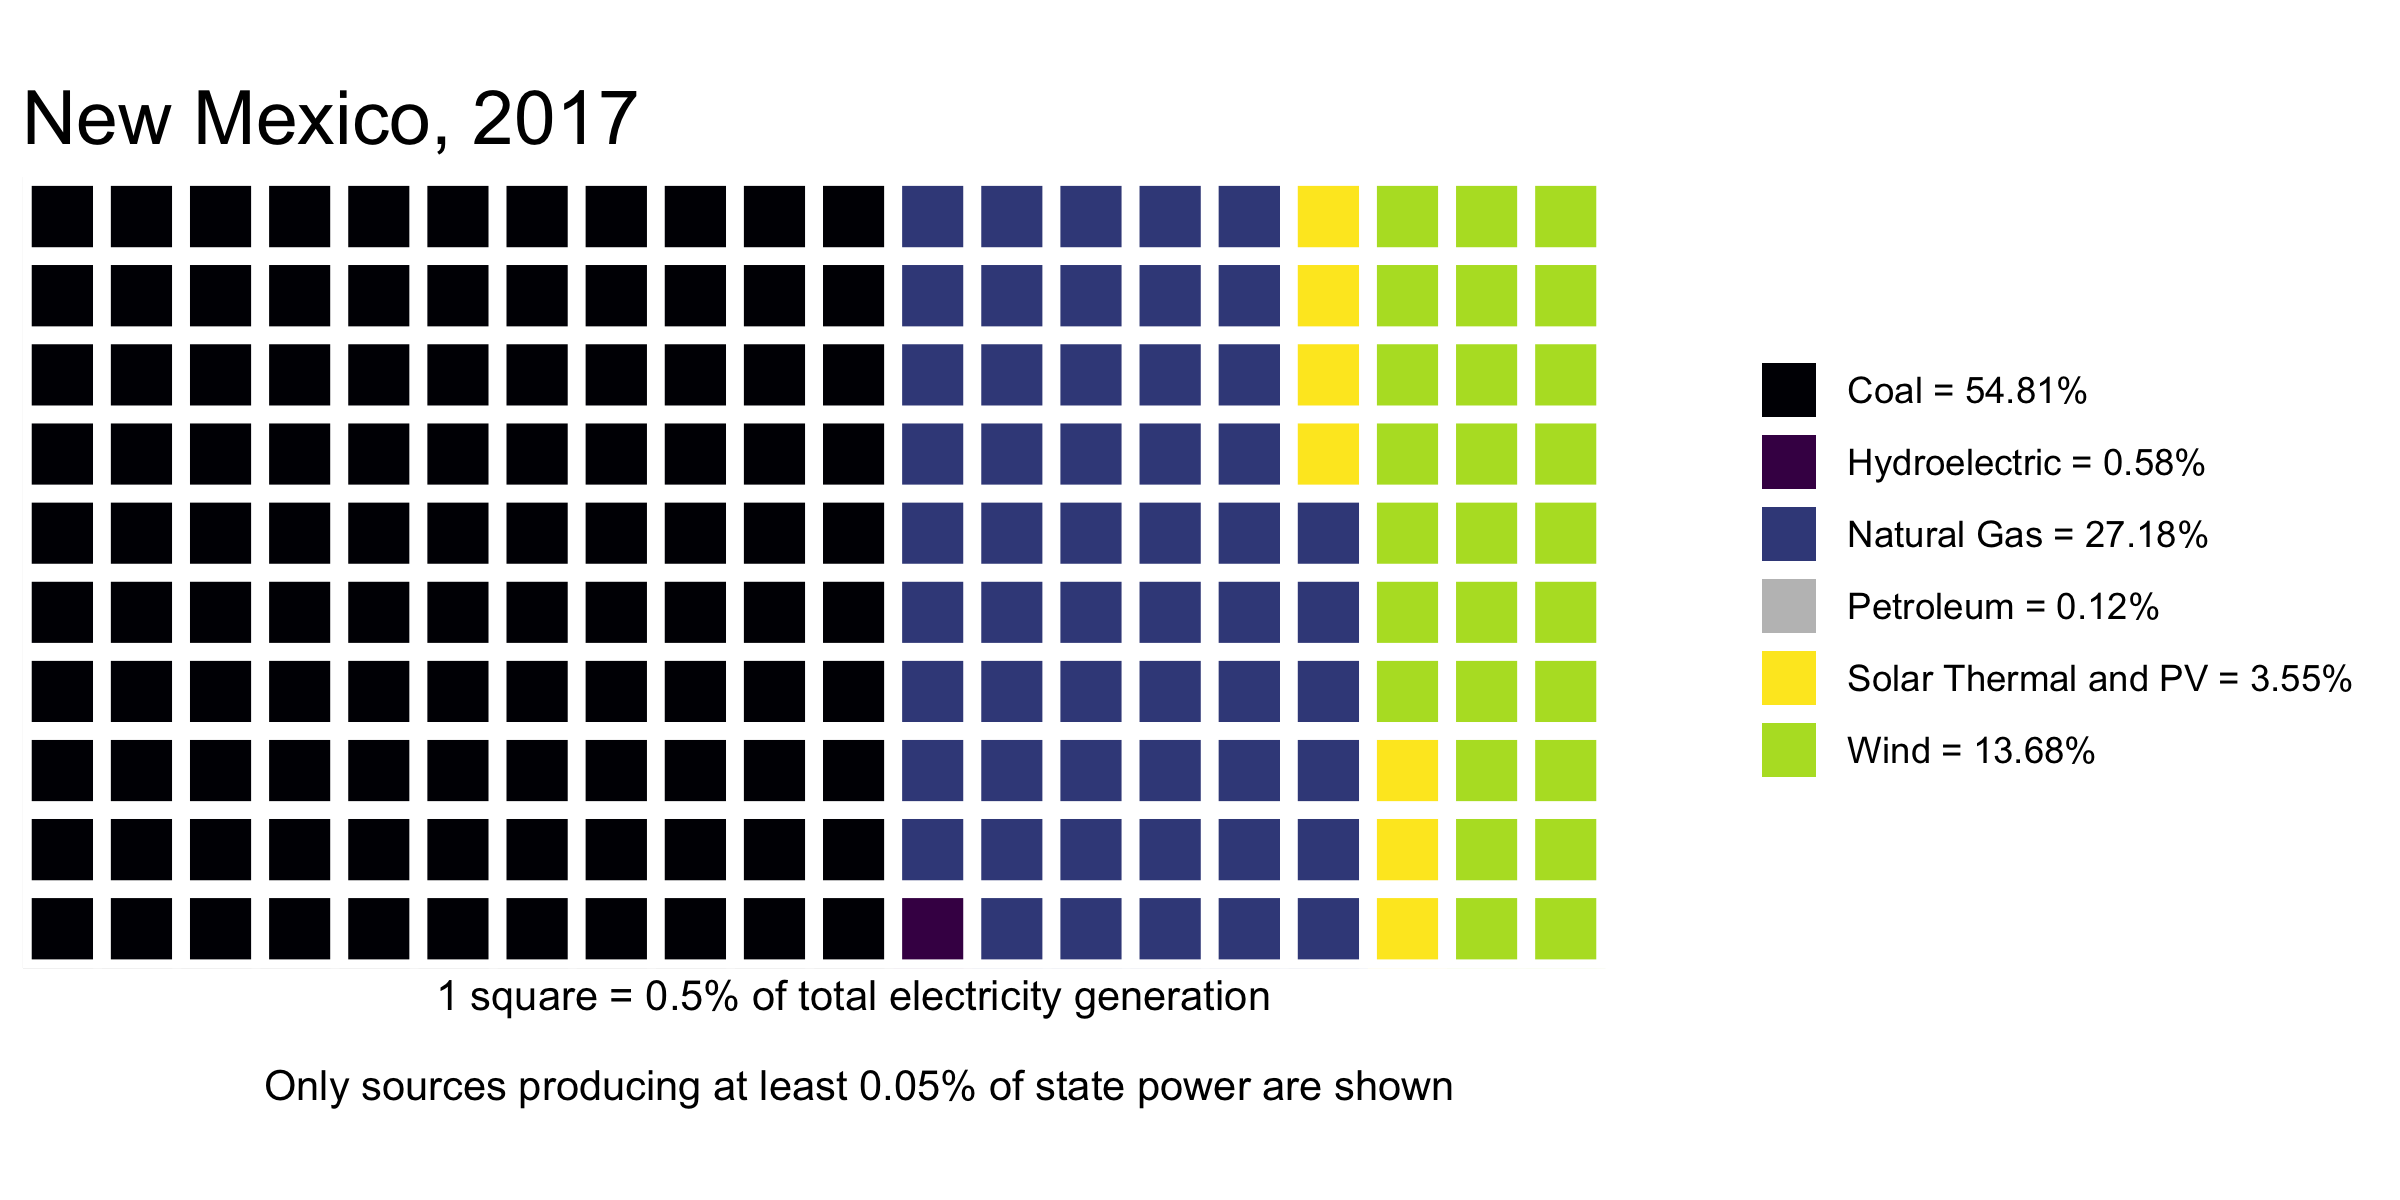 New Mexico, 2017
Coal = 54.81%
Hydroelectric = 0.58%
Natural Gas = 27.18%
Petroleum = 0.12%
Solar Thermal and PV = 3.55%
Wind = 13.68%
1 square = 0.5% of total electricity generation
Only sources producing at least 0.05% of state power are shown